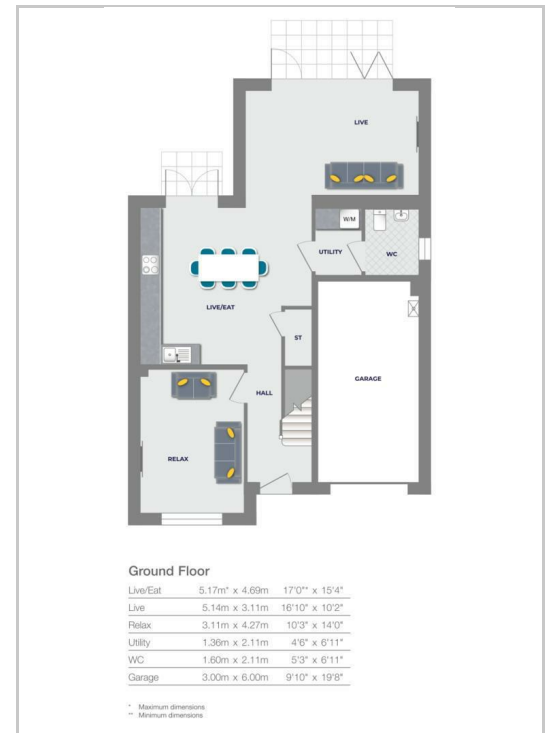 LIVE
W/M
UTILITY
WC
LIVE/EAT
ST
GARAGE
HALL
RELAX
Ground Floor
Live/Eat 5.17m* x 4.69m 17'0"* x 15'4"
Live 5.14m x 3.11m 16'10" x 10'2"
Relax 3.11m x 4.27m 10'3" x 14'0"
Utility 1.36m x 2.11m 4'6" x 6'11"
WC 1.60m x 2.11m 5'3" x 6'11"
Garage 3.00m x 6.00m 9'10" x 19'8"
* Maximum dimensions
** Minimum dimensions